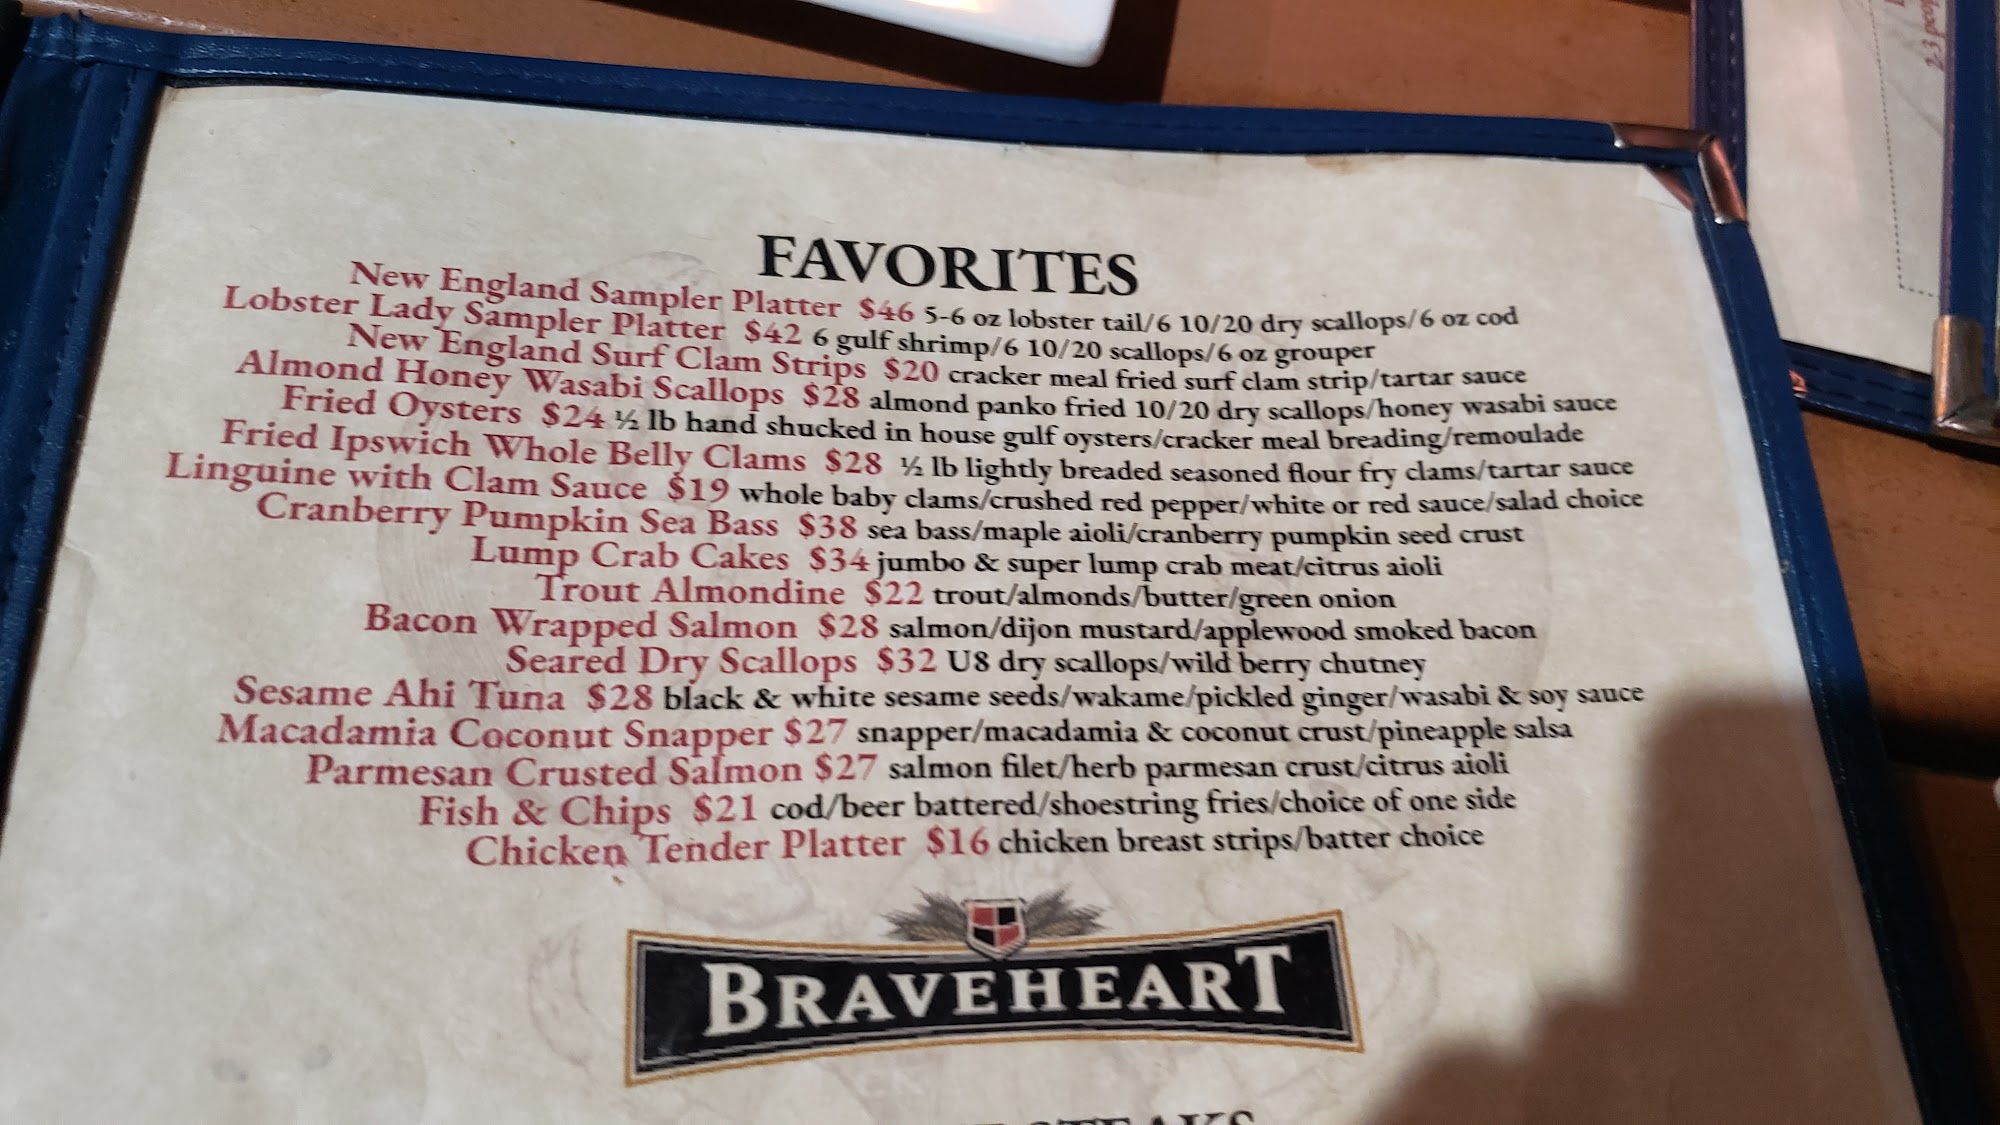 FAVORITES
New England Sampler Platter $46 5-6 oz lobster tail/6 10/20 dry scallops/6 oz cod
Lobster Lady Sampler Platter $42 6 gulf shrimp/6 10/20 scallops/6 oz grouper
New England Surf Clam Strips $20 cracker meal fried surf clam strip/tartar sauce
Almond Honey Wasabi Scallops $28 almond panko fried 10/20 dry scallops/honey wasabi sauce
Fried Oysters $24 ½ lb hand shucked in house gulf oysters/cracker meal breading/remoulade
Fried Ipswich Whole Belly Clams $28 ½ lb lightly breaded seasoned flour fry clams/tartar sauce
Linguine with Clam Sauce $19 whole baby clams/crushed red pepper/white or red sauce/salad choice
Cranberry Pumpkin Sea Bass $38 sea bass/maple aioli/cranberry pumpkin seed crust
Lump Crab Cakes $34 jumbo & super lump crab meat/citrus aioli
Trout Almondine $22 trout/almonds/butter/green onion
Bacon Wrapped Salmon $28 salmon/dijon mustard/applewood smoked bacon
Seared Dry Scallops $32 U8 dry scallops/wild berry chutney
Sesame Ahi Tuna $28 black & white sesame seeds/wakame/pickled ginger/wasabi & soy sauce
Macadamia Coconut Snapper $27 snapper/macadamia & coconut crust/pineapple salsa
Parmesan Crusted Salmon $27 salmon filet/herb parmesan crust/citrus aioli
Fish & Chips $21 cod/beer battered/shoestring fries/choice of one side
Chicken Tender Platter $16 chicken breast strips/batter choice
BRAVEHEART